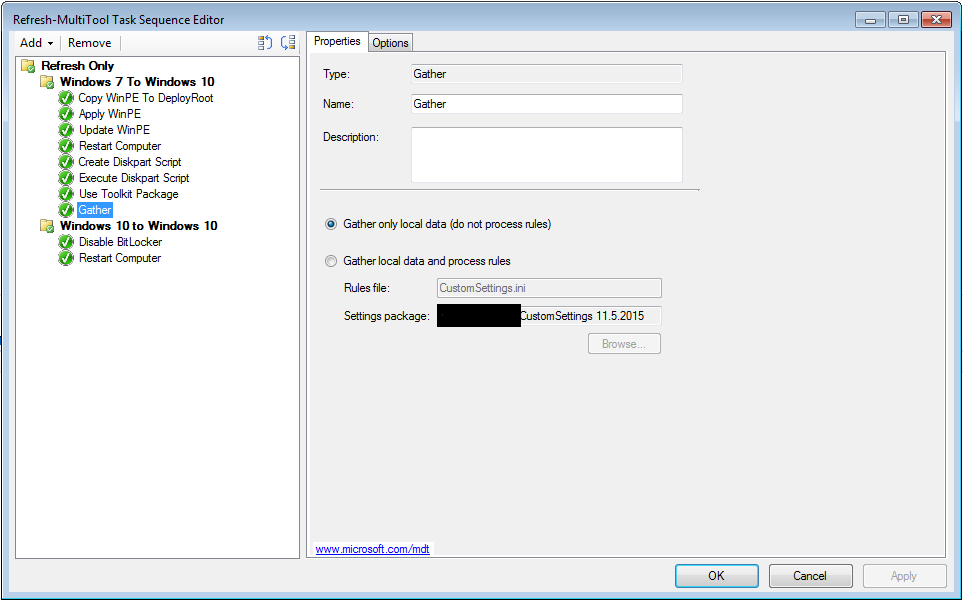 Refresh-MultiTool Task Sequence Editor
Add Remove
Refresh Only
Windows 7 To Windows 10
Copy WinPE To DeployRoot
Apply WinPE
Update WinPE
Restart Computer
Create Diskpart Script
Execute Diskpart Script
Use Toolkit Package
Gather
Windows 10 to Windows 10
Disable BitLocker
Restart Computer
Properties Options
Type: Gather
Name: Gather
Description:
Gather only local data (do not process rules)
Gather local data and process rules
Rules file: CustomSettings.ini
Settings package: CustomSettings 11.5.2015
Browse...
www.microsoft.com/mdt
OK Cancel Apply